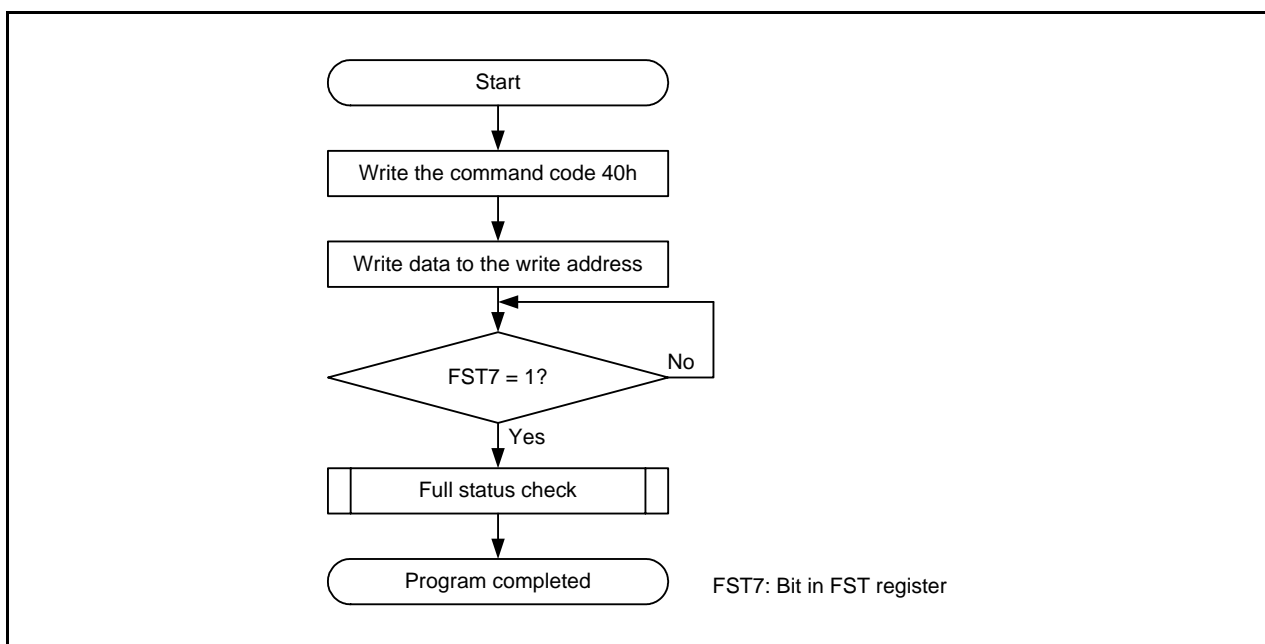 Start
Write the command code 40h
Write data to the write address
FST7 = 1?
No
Yes
Full status check
Program completed
FST7: Bit in FST register